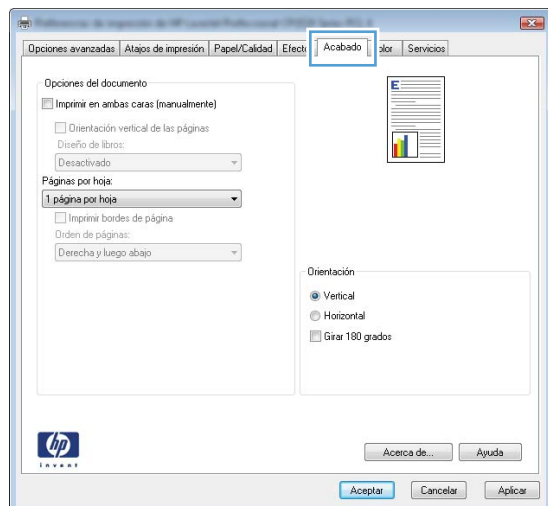 Opciones avanzadas Atajos de impresión Papel/Calidad Acabado Servicios
Opciones del documento
Imprimir en ambas caras (manualmente)
E
Orientación vertical de las páginas
Diseño de libros:
Desactivado
Páginas por hoja:
1 página por hoja
Imprimir bordes de página
Orden de páginas:
Derecha y luego abajo
Orientación
Vertical
Horizontal
Girar 180 grados
hp
invent
Acerca de... Ayuda
Aceptar Cancelar Aplicar